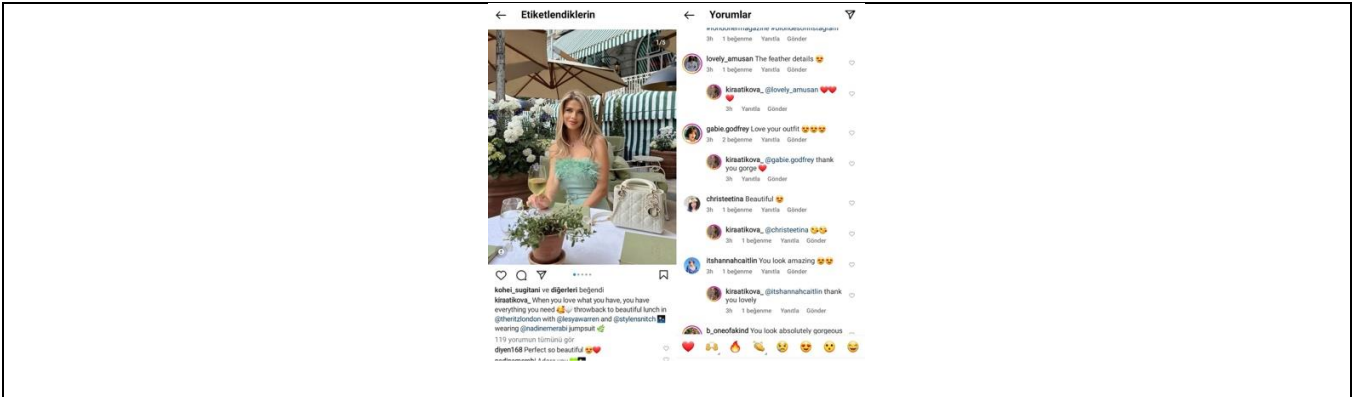 Etiketlendiklerin
1/5
kohei_sugitani ve diğerleri beğendi
kiraatikova_ When you love what you have, you have
everything you need 🥰🕊️ throwback to beautiful lunch in
@theritzlondon with @lesyawarren and @stylensnitch
wearing @nadinemerabi jumpsuit 🌿
119 yorumun tümünü gör
diyen168 Perfect so beautiful 😍❤️
Yorumlar
#londonermagazine #blondesoninstagram
3h 1 beğenme Yanıtla Gönder
lovely_amusan The feather details 😍
3h 1 beğenme Yanıtla Gönder
kiraatikova_ @lovely_amusan ❤️❤️
❤️
3h Yanıtla Gönder
gabie.godfrey Love your outfit 😍😍😍
3h 2 beğenme Yanıtla Gönder
kiraatikova_ @gabie.godfrey thank
you gorge ❤️
3h Yanıtla Gönder
christeetina Beautiful 😍
3h 1 beğenme Yanıtla Gönder
kiraatikova_ @christeetina 😘😘
3h 1 beğenme Yanıtla Gönder
itshannahcaitlin You look amazing 😍😍
3h 1 beğenme Yanıtla Gönder
kiraatikova_ @itshannahcaitlin thank
you lovely
3h 1 beğenme Yanıtla Gönder
b_oneofakind You look absolutely gorgeous